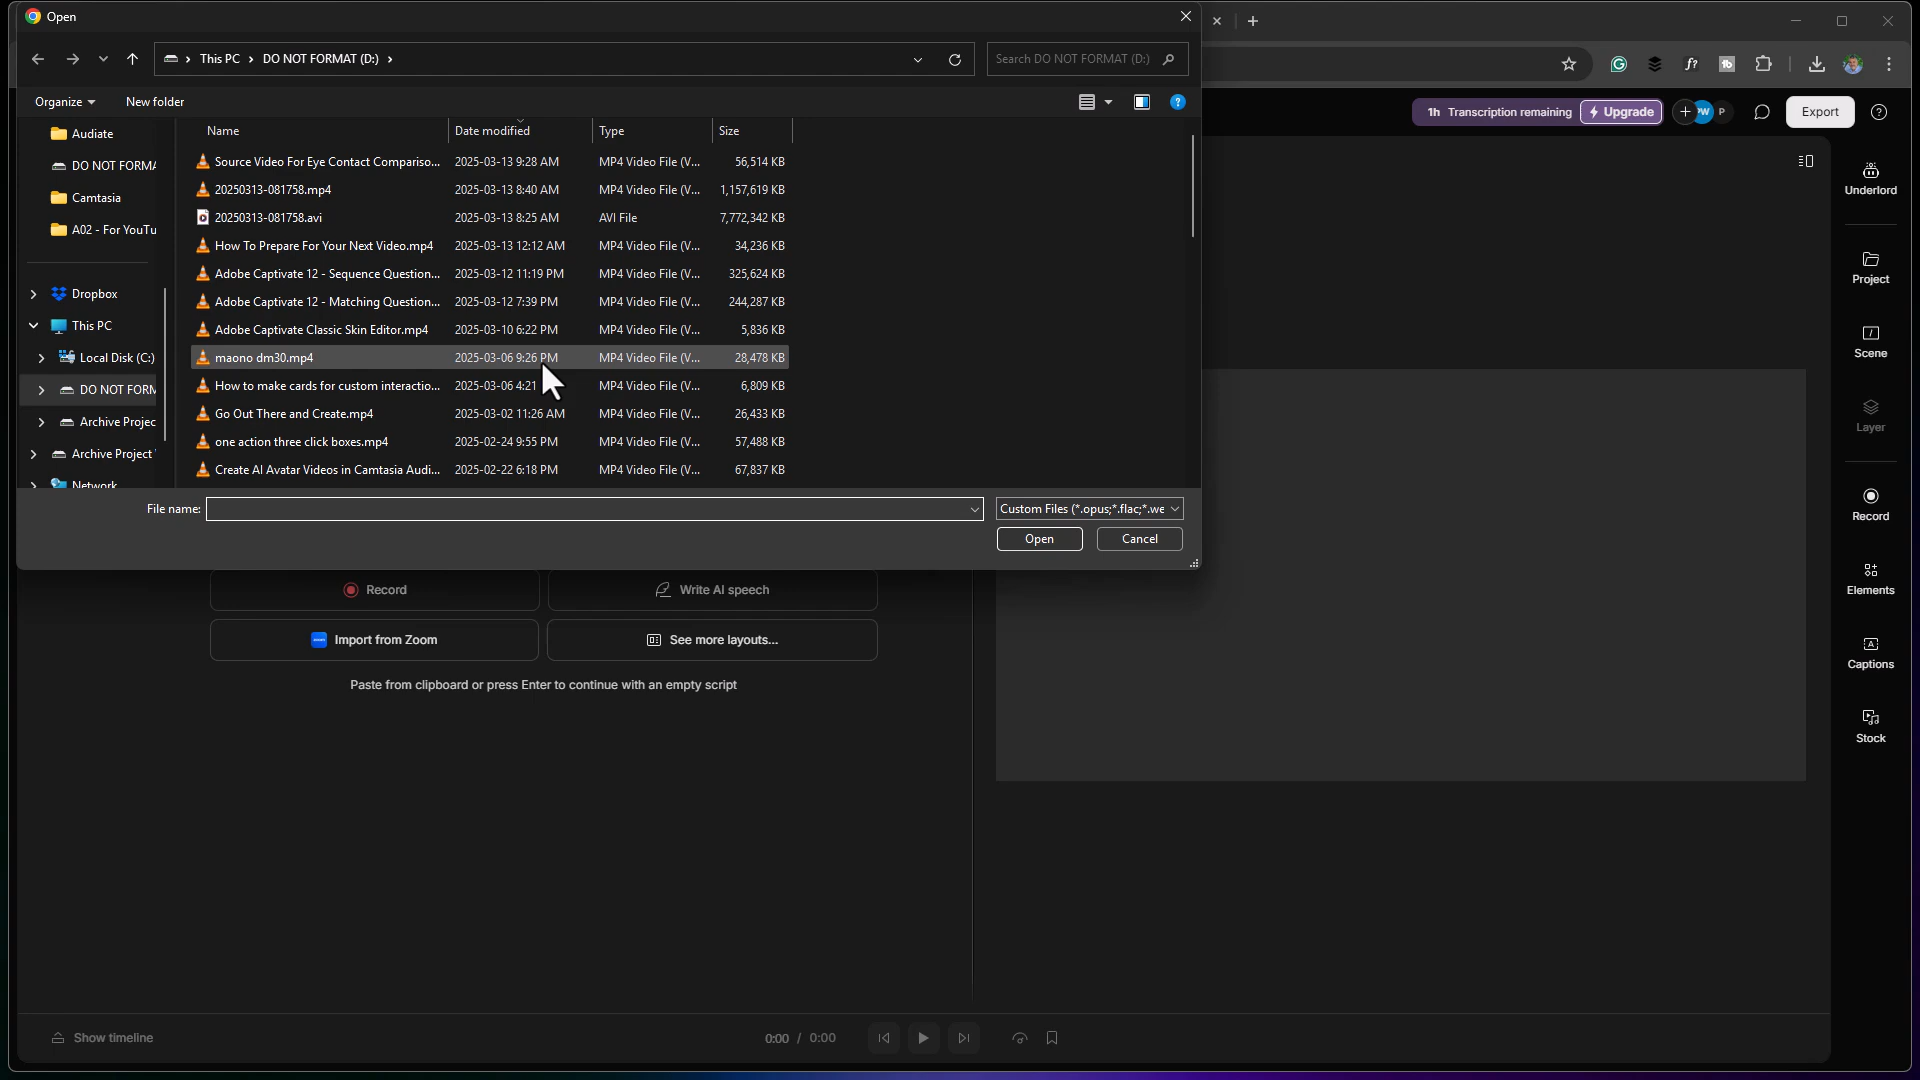 Open
This PC
DO NOT FORMAT (D:)
Search DO NOT FORMAT (D:)
1h Transcription remaining
Upgrade
PW
P
Export
Organize
New folder
Name
Date modified
Type
Size
Audiate
DO NOT FORMA
Camtasia
A02 - For YouTu
Dropbox
This PC
Local Disk (C:)
DO NOT FORM
Archive Projec
Archive Project
Network
Source Video For Eye Contact Compariso... 2025-03-13 9:28 AM MP4 Video File (V... 56,514 KB
20250313-081758.mp4 2025-03-13 8:40 AM MP4 Video File (V... 1,157,619 KB
20250313-081758.avi 2025-03-13 8:25 AM AVI File 7,772,342 KB
How To Prepare For Your Next Video.mp4 2025-03-13 12:12 AM MP4 Video File (V... 34,236 KB
Adobe Captivate 12 - Sequence Question... 2025-03-12 11:19 PM MP4 Video File (V... 325,624 KB
Adobe Captivate 12 - Matching Question... 2025-03-12 7:39 PM MP4 Video File (V... 244,287 KB
Adobe Captivate Classic Skin Editor.mp4 2025-03-10 6:22 PM MP4 Video File (V... 5,836 KB
maono dm30.mp4 2025-03-06 9:26 PM MP4 Video File (V... 28,478 KB
How to make cards for custom interactio... 2025-03-06 4:21 MP4 Video File (V... 6,809 KB
Go Out There and Create.mp4 2025-03-02 11:26 AM MP4 Video File (V... 26,433 KB
one action three click boxes.mp4 2025-02-24 9:55 PM MP4 Video File (V... 57,488 KB
Create AI Avatar Videos in Camtasia Audi... 2025-02-22 6:18 PM MP4 Video File (V... 67,837 KB
File name:
Custom Files (*.opus;*.flac;*.we
Open
Cancel
Record
Write AI speech
Import from Zoom
See more layouts...
Paste from clipboard or press Enter to continue with an empty script
Underlord
Project
Scene
Layer
Record
Elements
Captions
Stock
Show timeline
0:00 / 0:00